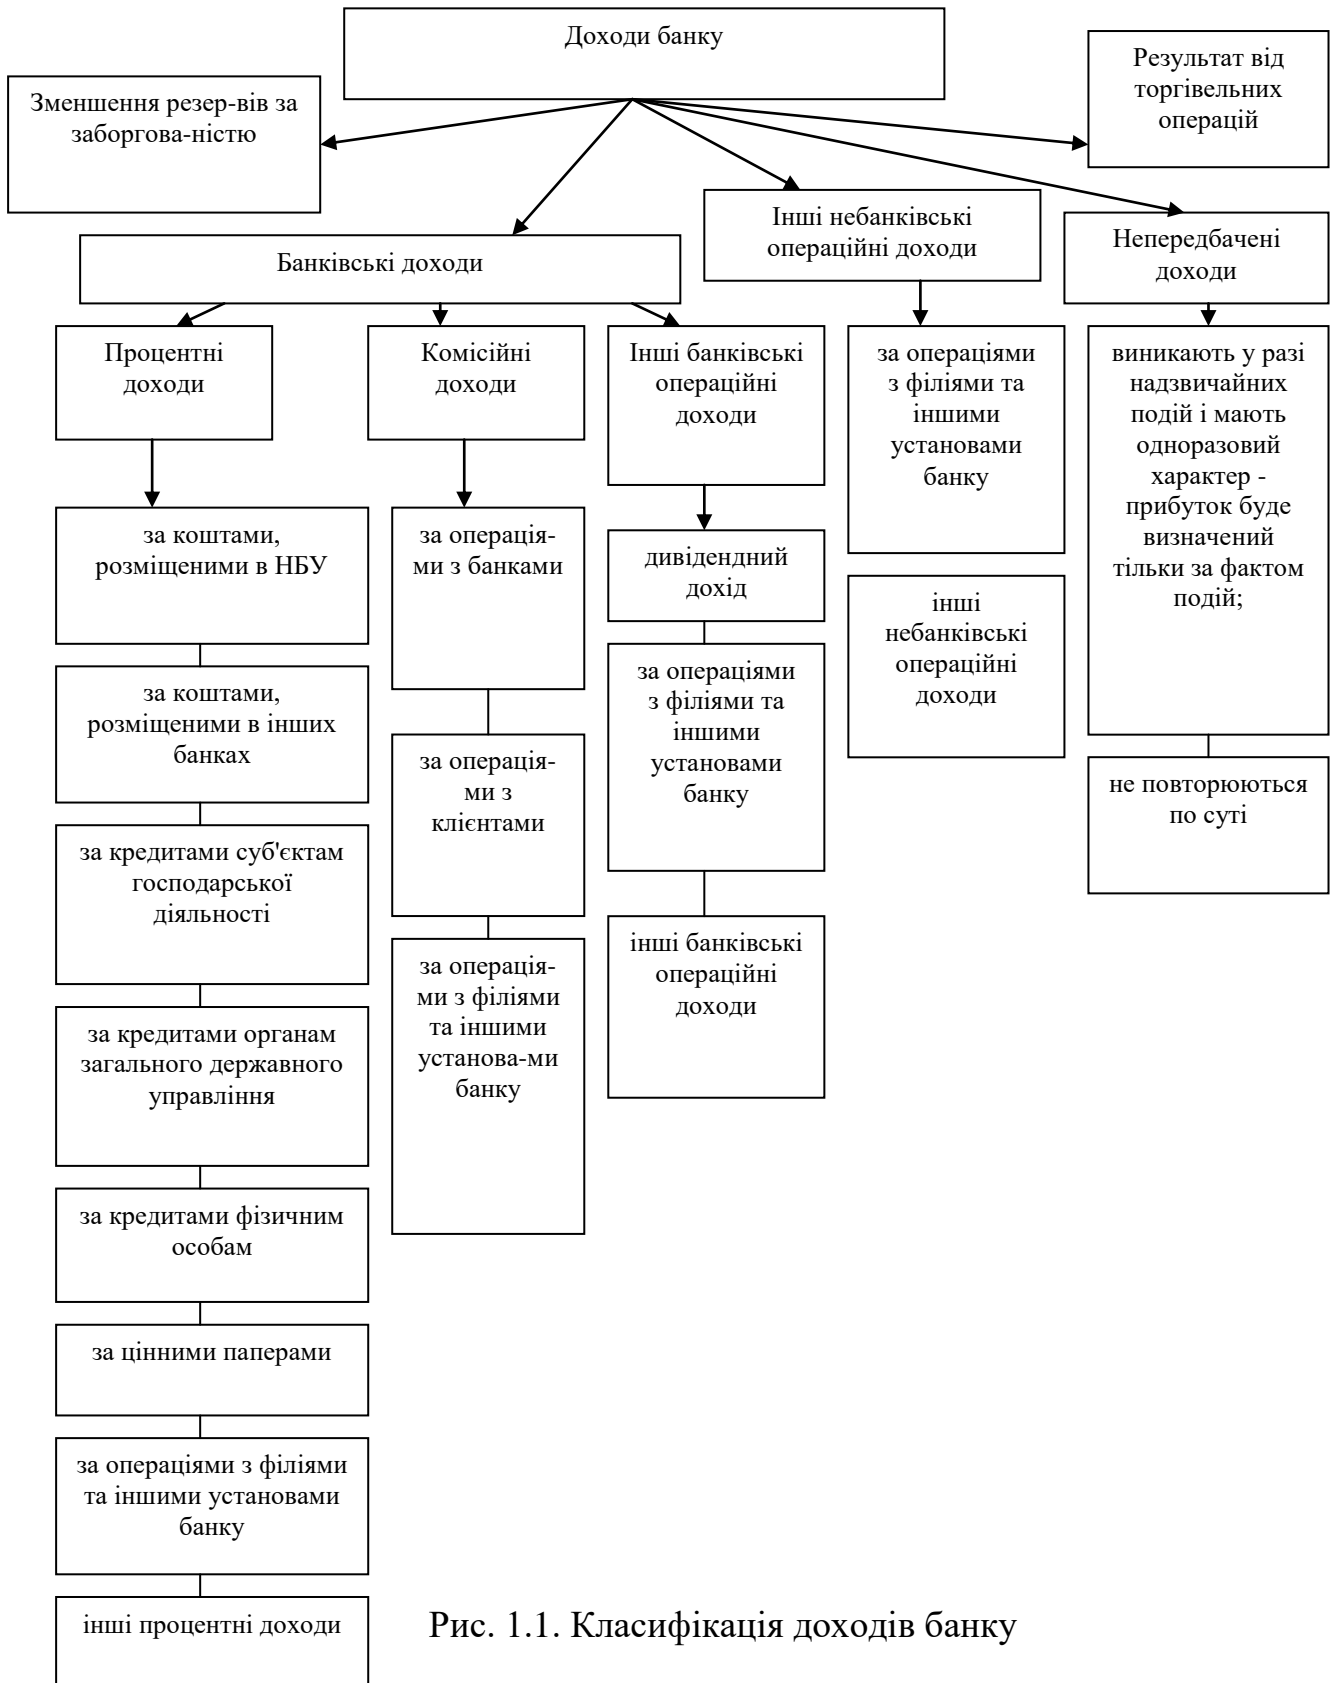 Доходи банку
Результат від
торгівельних
операцій
Зменшення резер-вів за
заборгова-ністю
Інші небанківські
операційні доходи
Непередбачені
доходи
Банківські доходи
Процентні
доходи
Комісійні
доходи
Інші банківські
операційні
доходи
за операціями
з філіями та
іншими
установами
банку
виникають у разі
надзвичайних
подій і мають
одноразовий
характер -
прибуток буде
визначений
тільки за фактом
подій;
за коштами,
розміщеними в НБУ
за операція-
ми з банками
дивідендний
дохід
інші
небанківські
операційні
доходи
за коштами,
розміщеними в інших
банках
за операція-
ми з
клієнтами
за операціями
з філіями та
іншими
установами
банку
не повторюються
по суті
за кредитами суб'єктам
господарської
діяльності
за операція-
ми з філіями
та іншими
установа-ми
банку
інші банківські
операційні
доходи
за кредитами органам
загального державного
управління
за кредитами фізичним
особам
за цінними паперами
за операціями з філіями
та іншими установами
банку
інші процентні доходи
Рис. 1.1. Класифікація доходів банку